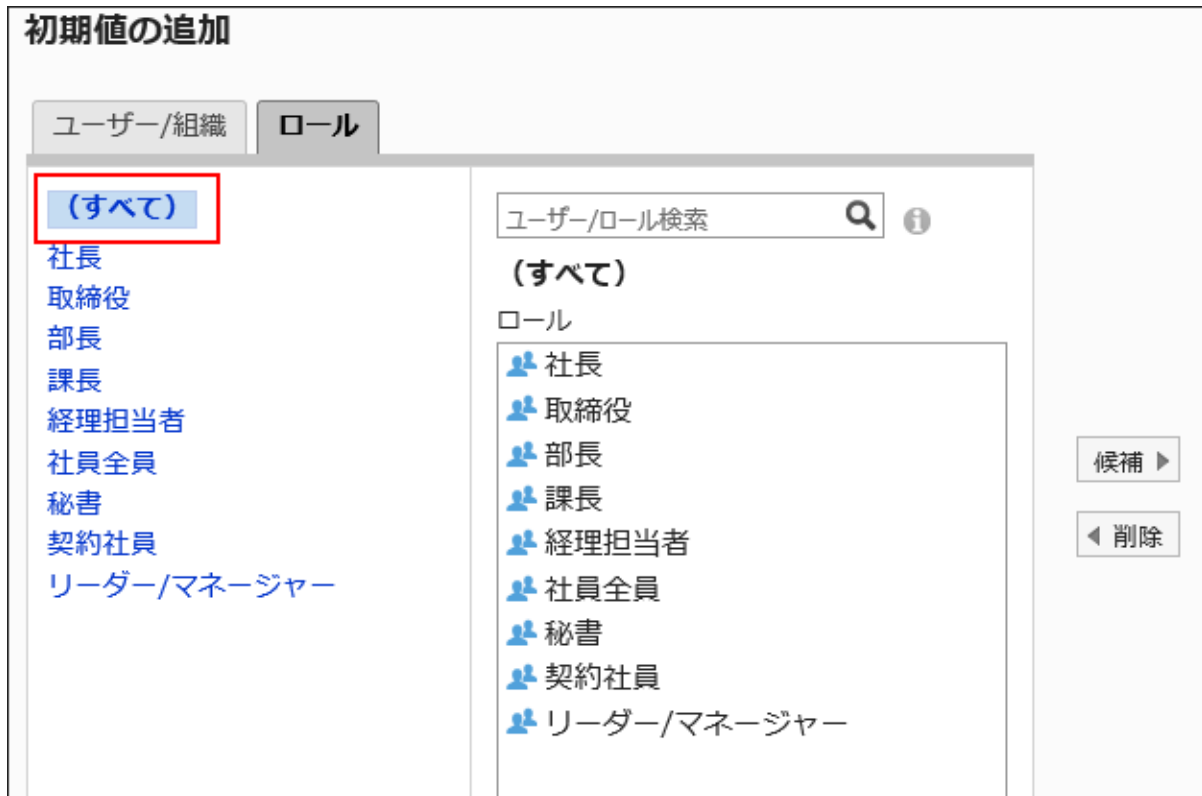 初期値の追加
ユーザー/組織
ロール
(すべて)
社長
取締役
部長
課長
経理担当者
社員全員
秘書
契約社員
リーダー/マネージャー
ユーザー/ロール検索
(すべて)
ロール
社長
取締役
部長
課長
経理担当者
社員全員
秘書
契約社員
リーダー/マネージャー
候補
削除